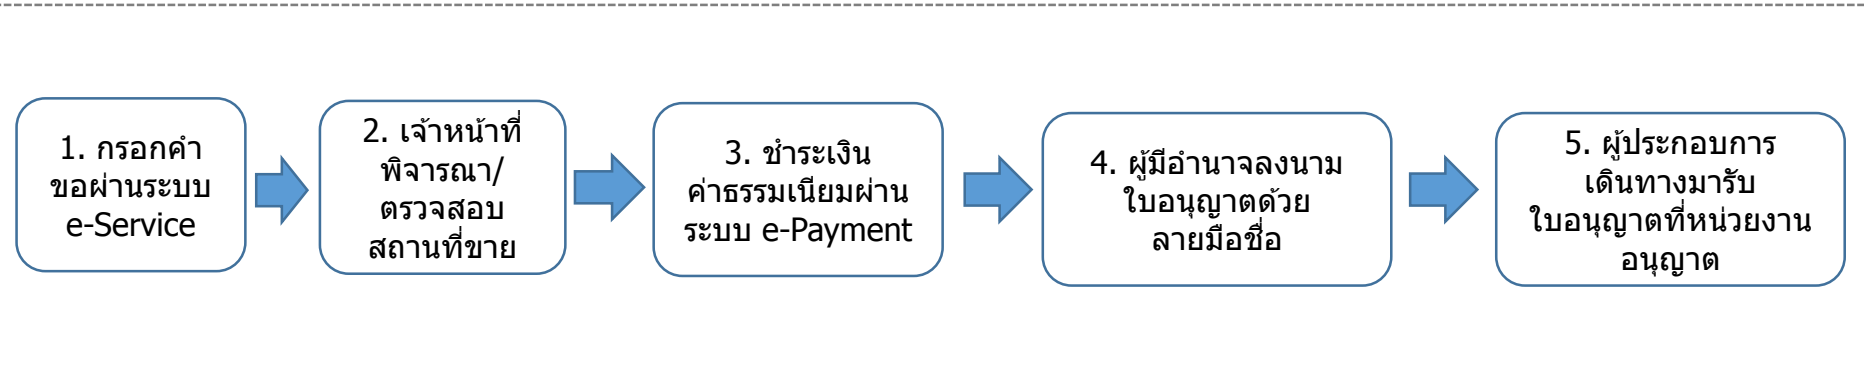 1. กรอกคำ
ขอผ่านระบบ
e-Service
2. เจ้าหน้าที่
พิจารณา/
ตรวจสอบ
สถานที่ขาย
3. ชำระเงิน
ค่าธรรมเนียมผ่าน
ระบบ e-Payment
4. ผู้มีอำนาจลงนาม
ใบอนุญาตด้วย
ลายมือชื่อ
5. ผู้ประกอบการ
เดินทางมารับ
ใบอนุญาตที่หน่วยงาน
อนุญาต